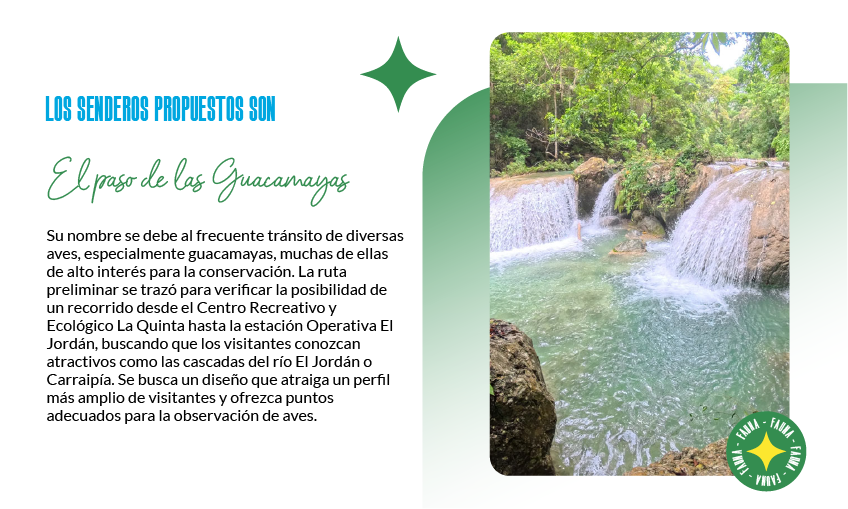 LOS SENDEROS PROPUESTOS SON
El paso de las Guacamayas
Su nombre se debe al frecuente tránsito de diversas
aves, especialmente guacamayas, muchas de ellas
de alto interés para la conservación. La ruta
preliminar se trazó para verificar la posibilidad de
un recorrido desde el Centro Recreativo y
Ecológico La Quinta hasta la estación Operativa El
Jordán, buscando que los visitantes conozcan
atractivos como las cascadas del río El Jordán o
Carraipía. Se busca un diseño que atraiga un perfil
más amplio de visitantes y ofrezca puntos
adecuados para la observación de aves.
FAUNA - FAUNA - FAUNA - FAUNA - FAUNA -